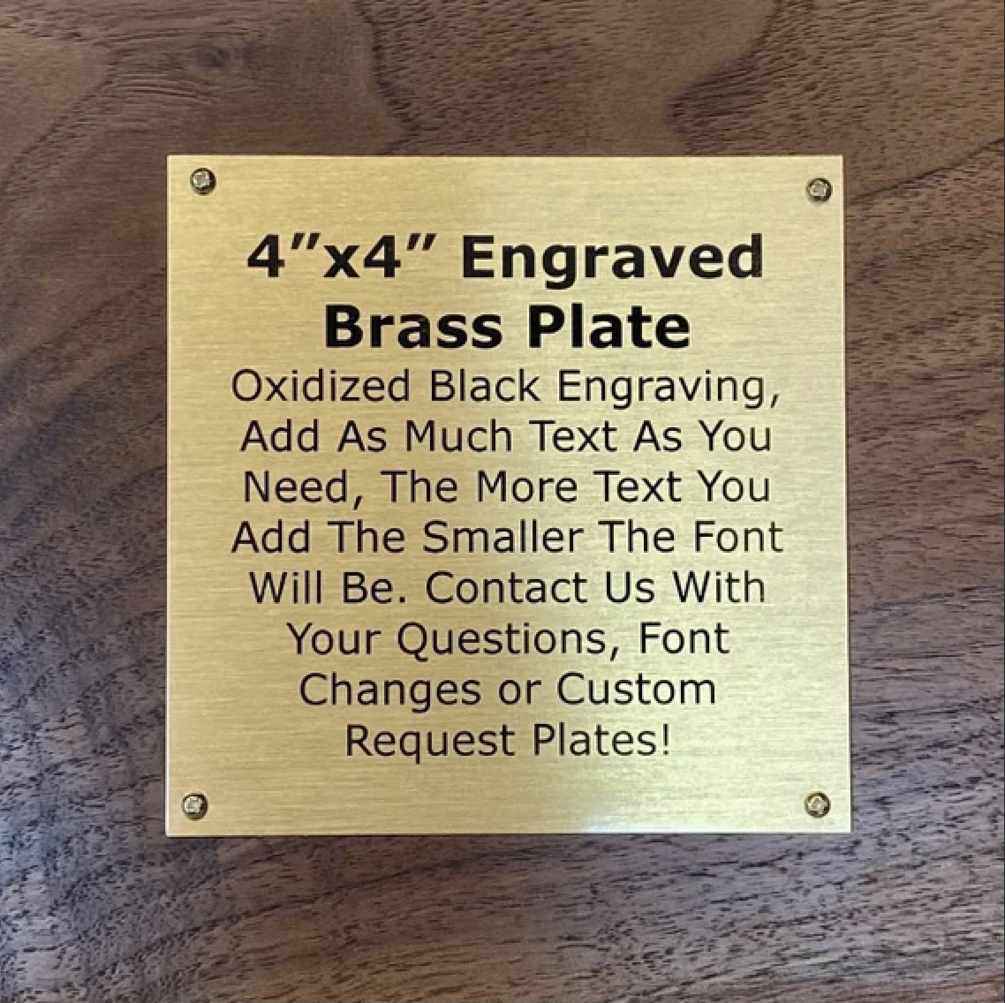 4”x4” Engraved
Brass Plate
Oxidized Black Engraving,
Add As Much Text As You
Need, The More Text You
Add The Smaller The Font
Will Be. Contact Us With
Your Questions, Font
Changes or Custom
Request Plates!